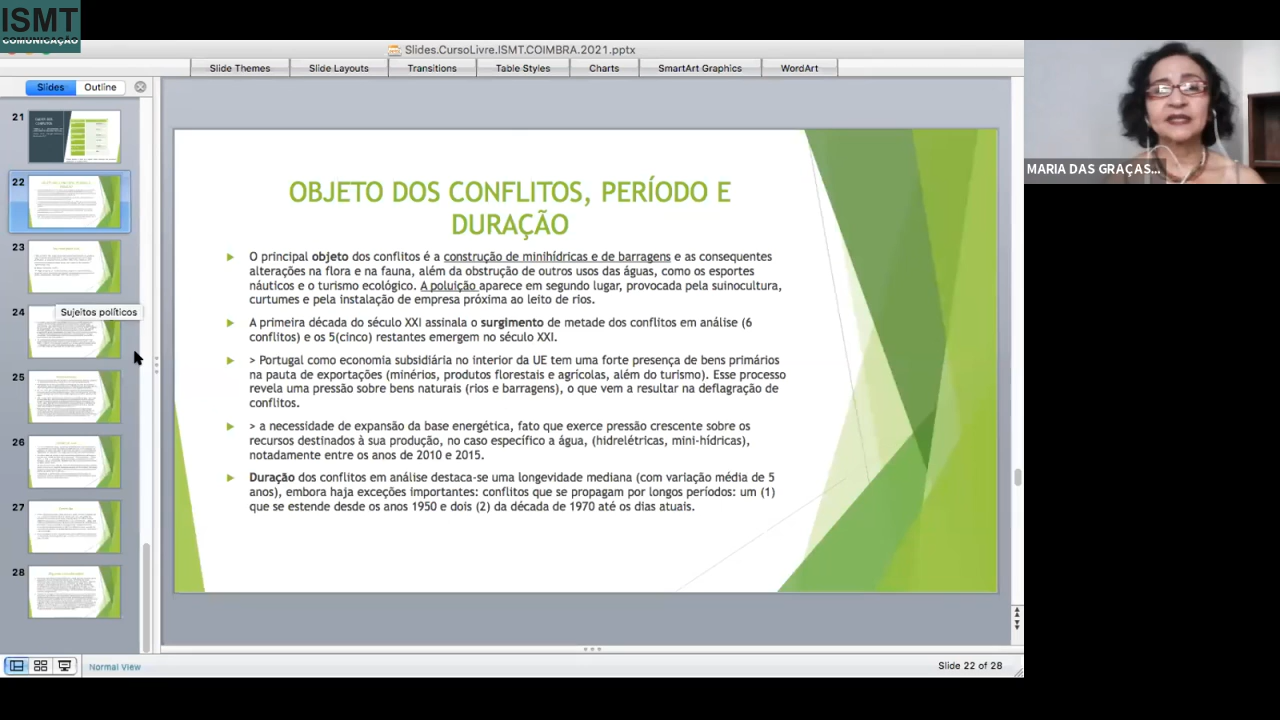 ISMT
COMUNICAÇÃO
Slides.CursoLivre.ISMT.COIMBRA.2021.pptx
Slide Themes
Slide Layouts
Transitions
Table Styles
Charts
SmartArt Graphics
WordArt
Slides
Outline
21
22
23
24
25
26
27
28
Sujeitos políticos
OBJETO DOS CONFLITOS, PERÍODO E
DURAÇÃO
O principal objeto dos conflitos é a construção de minihídricas e de barragens e as consequentes
alterações na flora e na fauna, além da obstrução de outros usos das águas, como os esportes
náuticos e o turismo ecológico. A poluição aparece em segundo lugar, provocada pela suinocultura,
curtumes e pela instalação de empresa próxima ao leito de rios.
A primeira década do século XXI assinala o surgimento de metade dos conflitos em análise (6
conflitos) e os 5(cinco) restantes emergem no século XXI.
> Portugal como economia subsidiária no interior da UE tem uma forte presença de bens primários
na pauta de exportações (minérios, produtos florestais e agrícolas, além do turismo). Esse processo
revela uma pressão sobre bens naturais (rios e barragens), o que vem a resultar na deflagração de
conflitos.
> a necessidade de expansão da base energética, fato que exerce pressão crescente sobre os
recursos destinados à sua produção, no caso específico a água, (hidrelétricas, mini-hídricas),
notadamente entre os anos de 2010 e 2015.
Duração dos conflitos em análise destaca-se uma longevidade mediana (com variação média de 5
anos), embora haja exceções importantes: conflitos que se propagam por longos períodos: um (1)
que se estende desde os anos 1950 e dois (2) da década de 1970 até os dias atuais.
Normal View
Slide 22 of 28
MARIA DAS GRAÇAS...